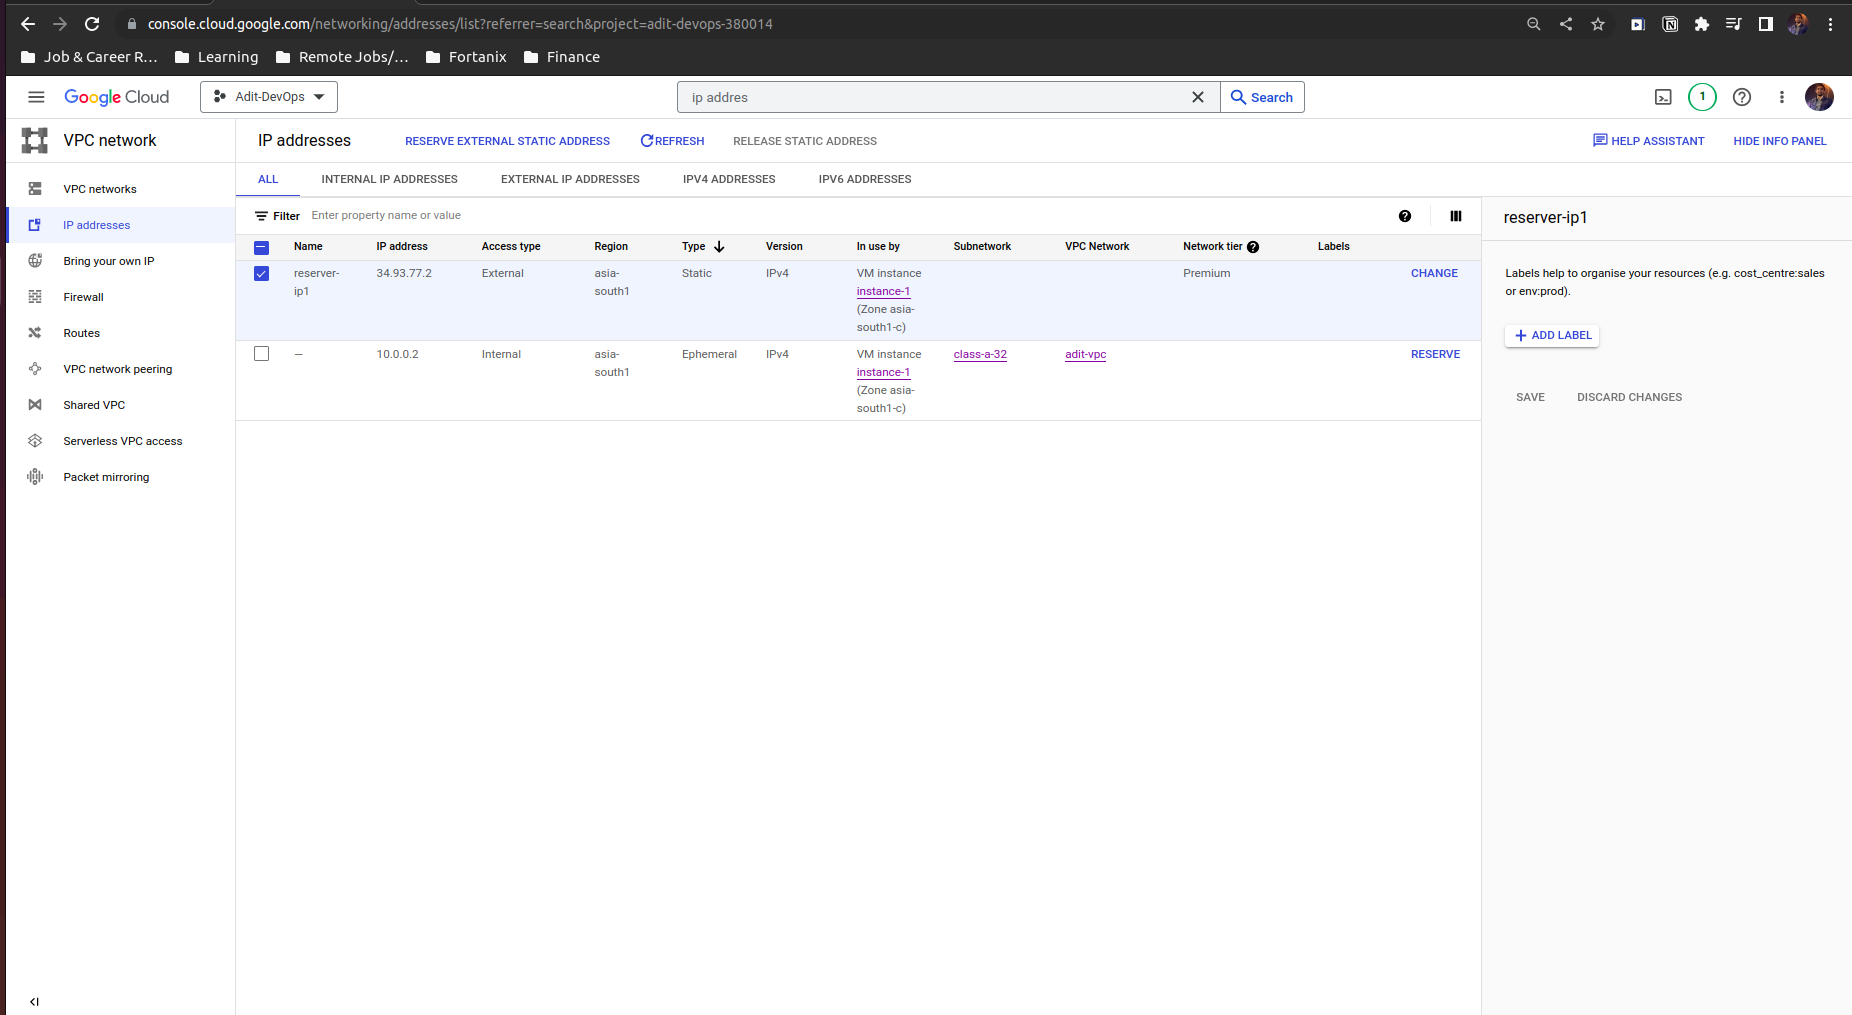 console.cloud.google.com/networking/addresses/list?referrer=search&project=adit-devops-380014
Job & Career R...
Learning
Remote Jobs/...
Fortanix
Finance
Google Cloud
Adit-DevOps
ip addres
Search
1
VPC network
IP addresses
RESERVE EXTERNAL STATIC ADDRESS
REFRESH
RELEASE STATIC ADDRESS
HELP ASSISTANT
HIDE INFO PANEL
VPC networks
IP addresses
Bring your own IP
Firewall
Routes
VPC network peering
Shared VPC
Serverless VPC access
Packet mirroring
ALL
INTERNAL IP ADDRESSES
EXTERNAL IP ADDRESSES
IPV4 ADDRESSES
IPV6 ADDRESSES
Filter
Enter property name or value
Name
IP address
Access type
Region
Type
Version
In use by
Subnetwork
VPC Network
Network tier
Labels
reserver-
ip1
34.93.77.2
External
asia-
south1
Static
IPv4
VM instance
instance-1
(Zone asia-
south1-c)
Premium
CHANGE
—
10.0.0.2
Internal
asia-
south1
Ephemeral
IPv4
VM instance
instance-1
(Zone asia-
south1-c)
class-a-32
adit-vpc
RESERVE
reserver-ip1
Labels help to organise your resources (e.g. cost_centre:sales
or env:prod).
ADD LABEL
SAVE
DISCARD CHANGES